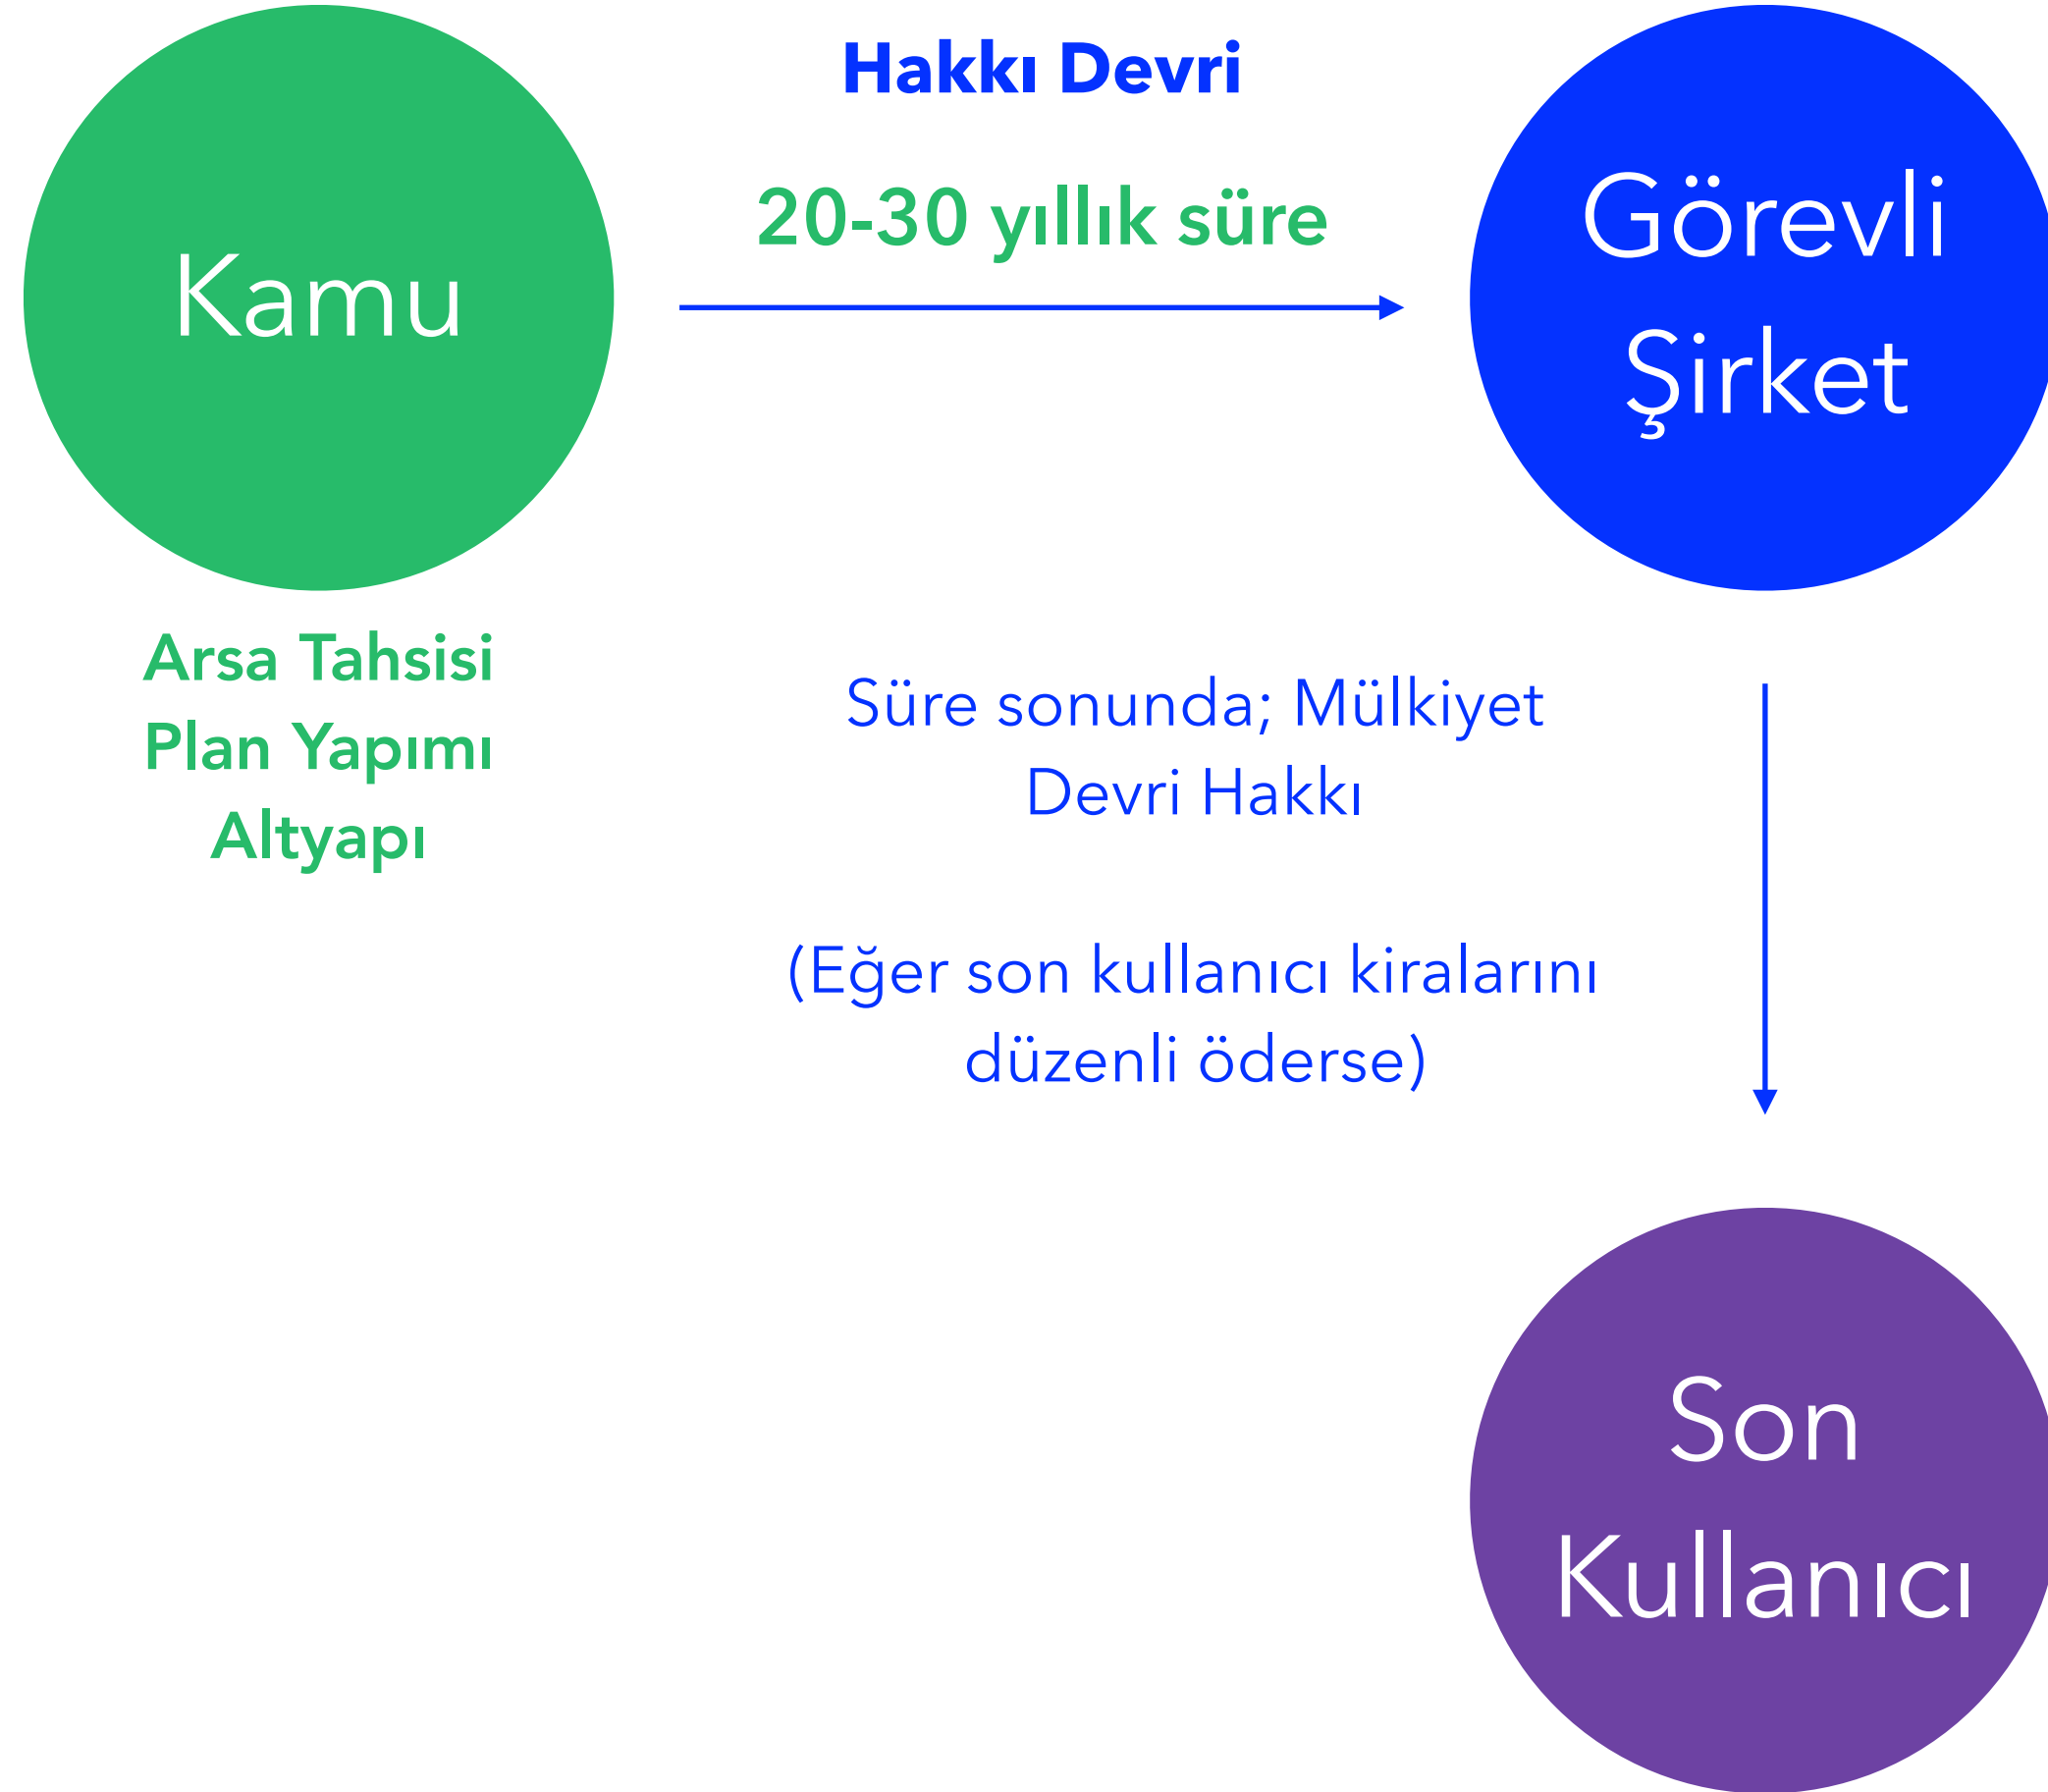 Hakkı Devri
20-30 yıllık süre
Kamu
Görevli
Şirket
Arsa Tahsisi
Plan Yapımı
Altyapı
Süre sonunda; Mülkiyet
Devri Hakkı
(Eğer son kullanıcı kiralarını
düzenli öderse)
Son
Kullanıcı